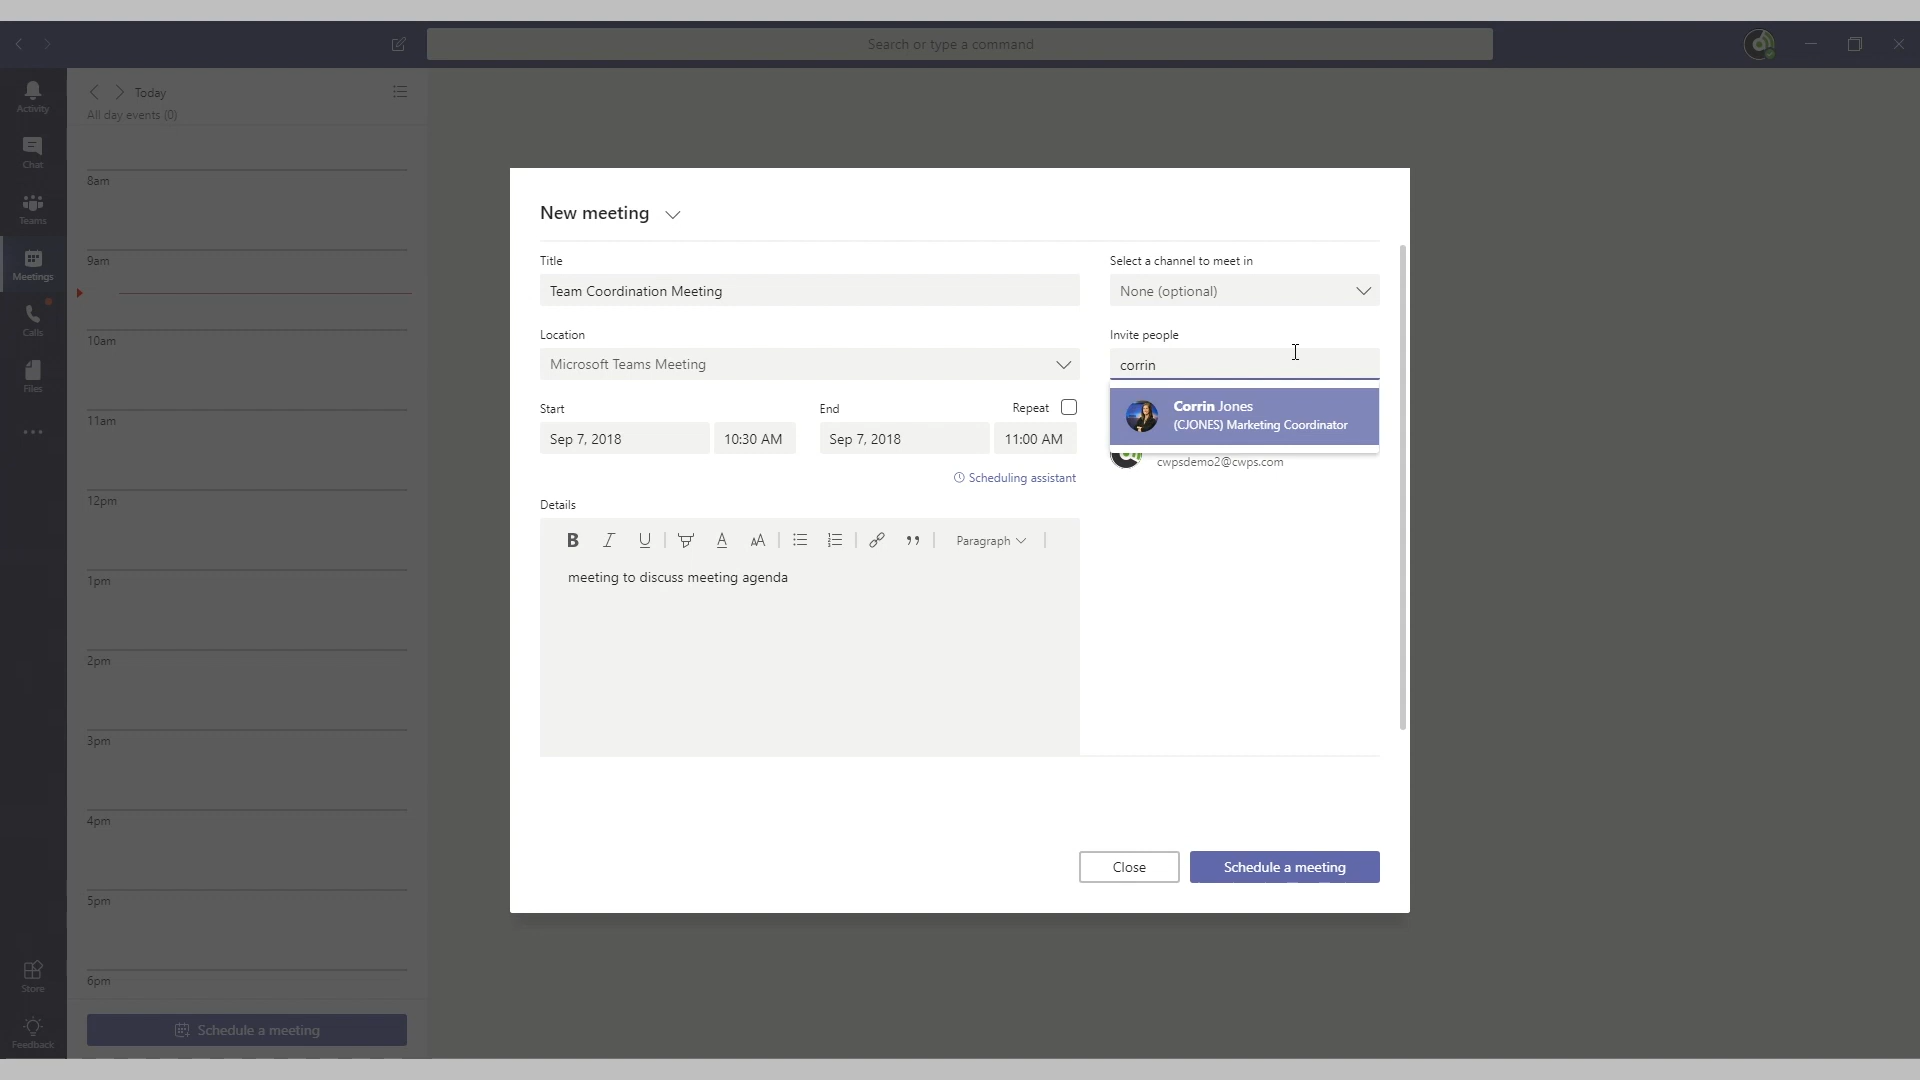 Search or type a command
Activity
Chat
Teams
Meetings
Calls
Files
Store
Feedback
Today
All day events (0)
8am
9am
10am
11am
12pm
1pm
2pm
3pm
4pm
5pm
6pm
Schedule a meeting
New meeting
Title
Team Coordination Meeting
Location
Microsoft Teams Meeting
Start
End
Repeat
Sep 7, 2018
10:30 AM
Sep 7, 2018
11:00 AM
Scheduling assistant
Details
Paragraph
meeting to discuss meeting agenda
Select a channel to meet in
None (optional)
Invite people
corrin
Corrin Jones
(CJONES) Marketing Coordinator
cwpsdemo2@cwps.com
Close
Schedule a meeting